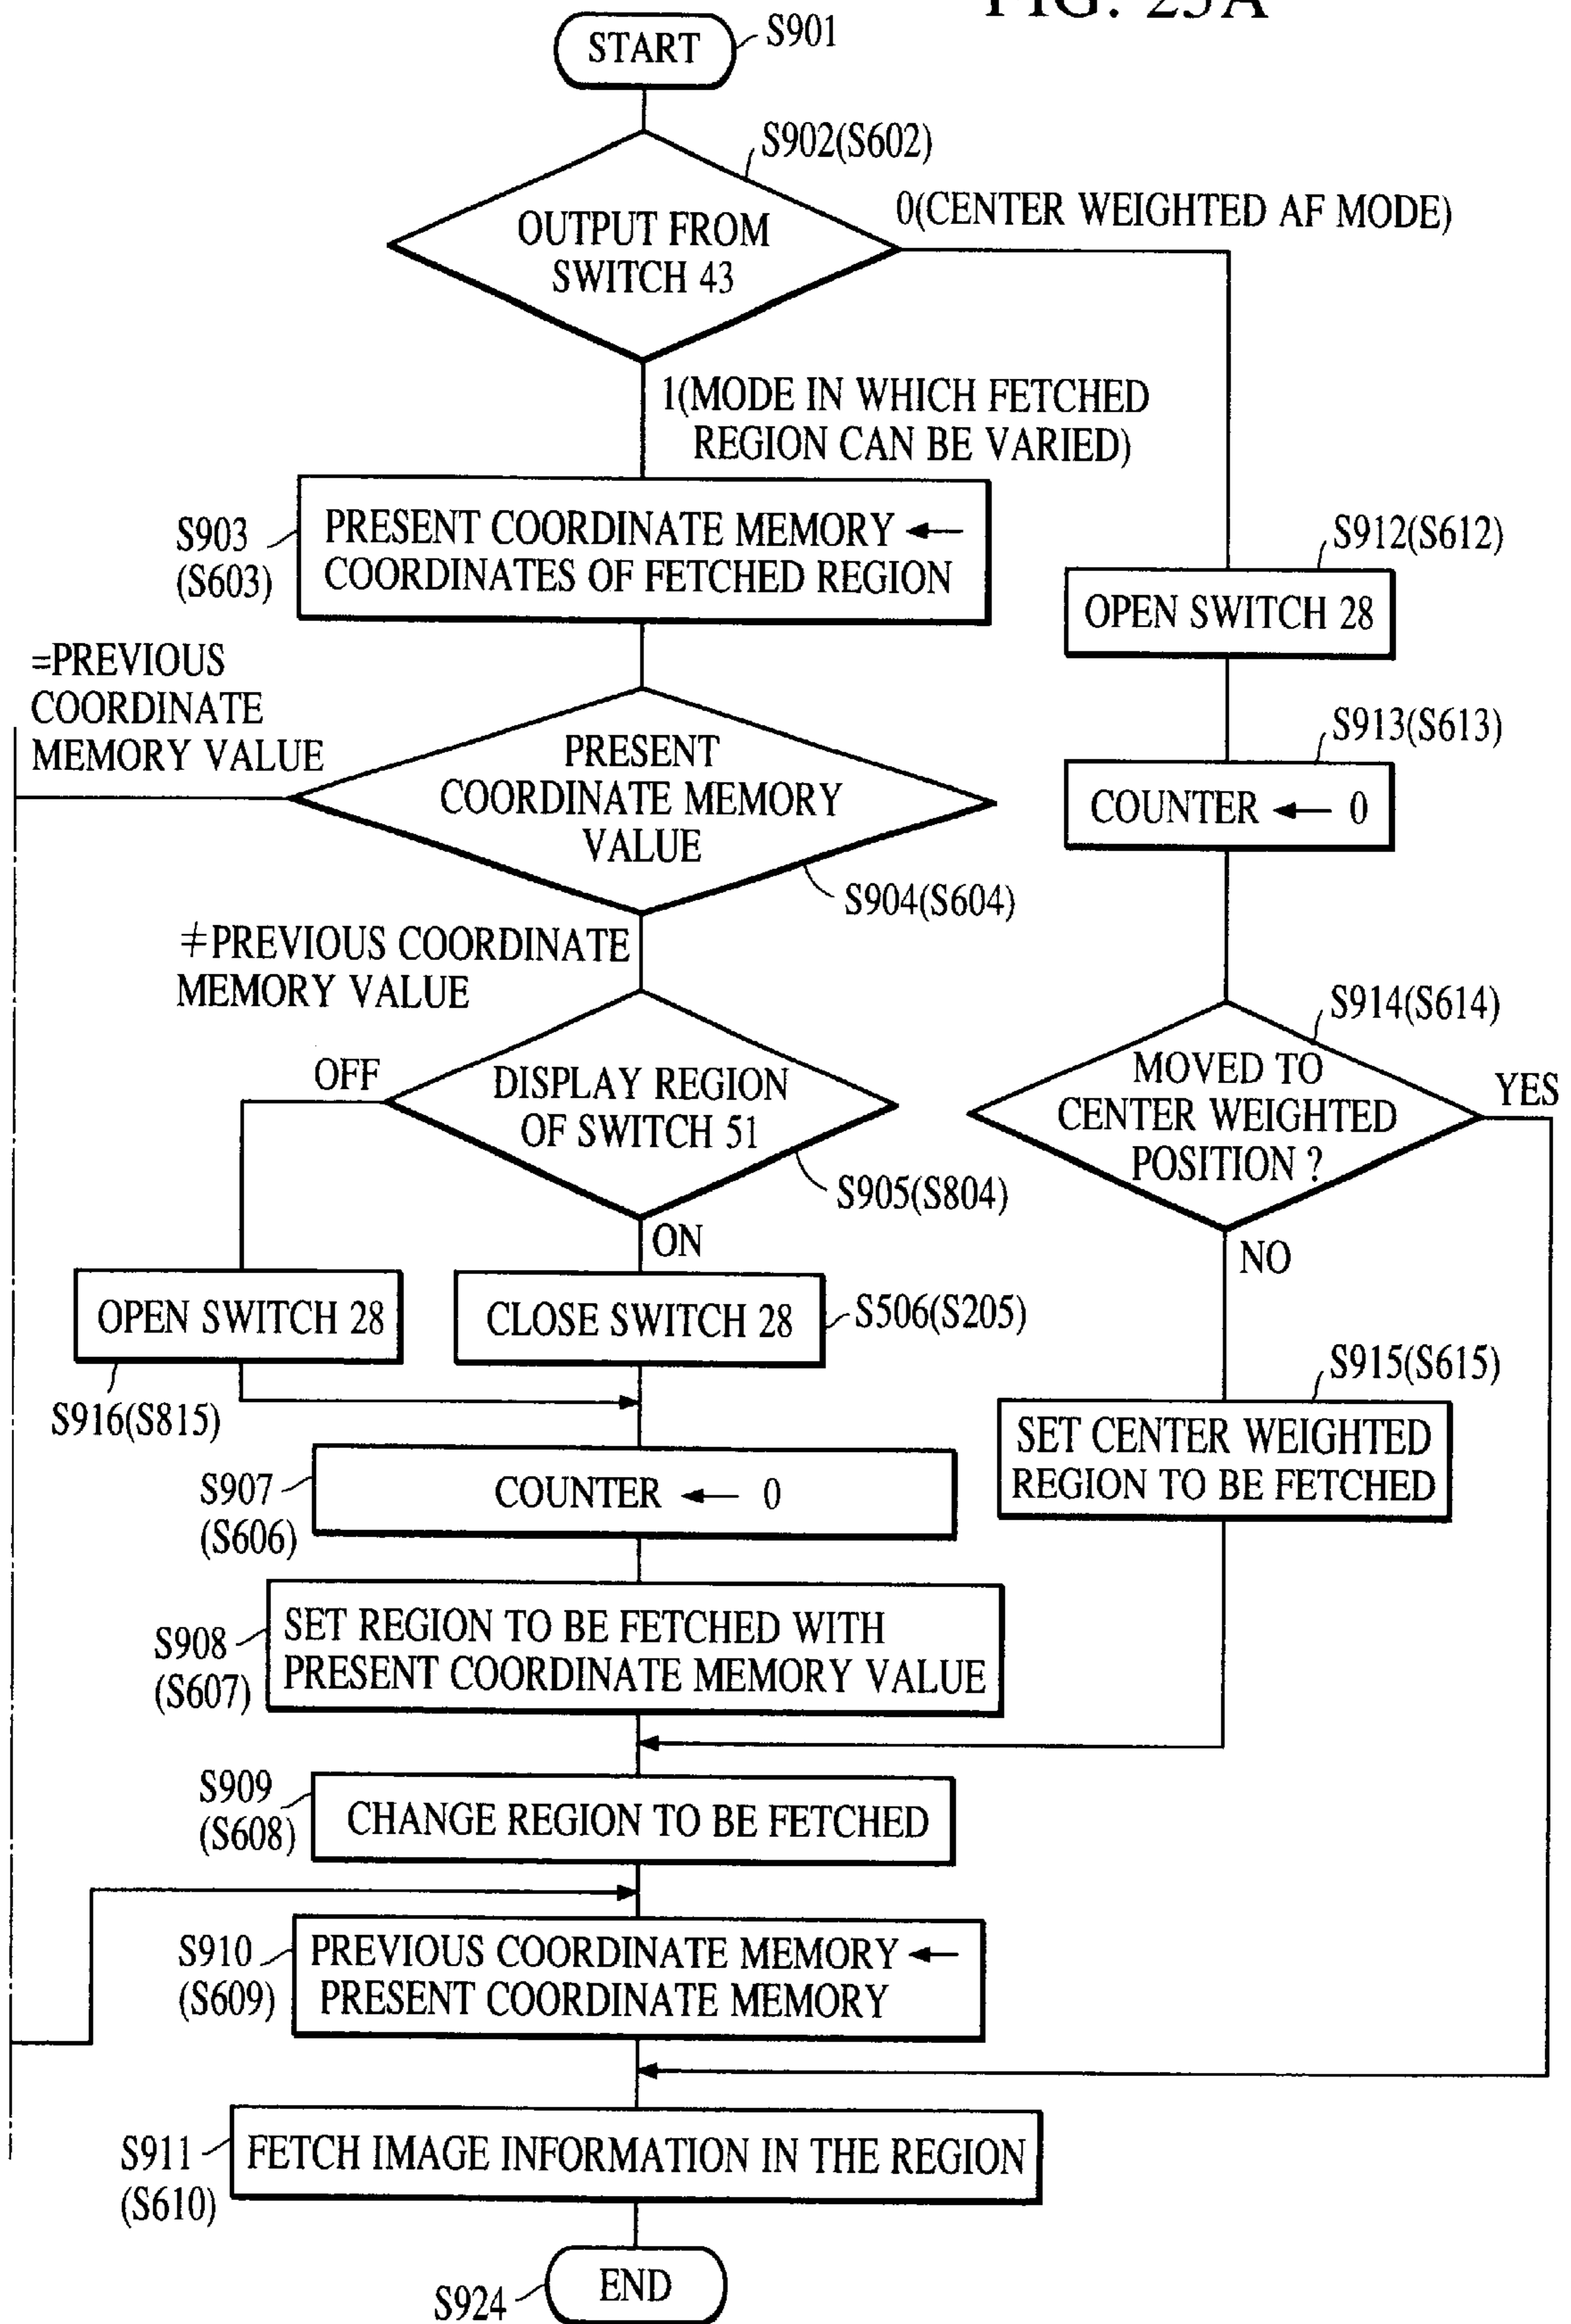 FIG. 25A
START
S901
S902(S602)
OUTPUT FROM
SWITCH 43
0(CENTER WEIGHTED AF MODE)
1(MODE IN WHICH FETCHED
REGION CAN BE VARIED)
S903
(S603)
PRESENT COORDINATE MEMORY ←
COORDINATES OF FETCHED REGION
S912(S612)
OPEN SWITCH 28
=PREVIOUS
COORDINATE
MEMORY VALUE
PRESENT
COORDINATE MEMORY
VALUE
S904(S604)
S913(S613)
COUNTER ← 0
≠PREVIOUS COORDINATE
MEMORY VALUE
S914(S614)
MOVED TO
CENTER WEIGHTED
POSITION ?
YES
NO
OFF
DISPLAY REGION
OF SWITCH 51
S905(S804)
ON
OPEN SWITCH 28
S916(S815)
CLOSE SWITCH 28
S506(S205)
S915(S615)
SET CENTER WEIGHTED
REGION TO BE FETCHED
S907
(S606)
COUNTER ← 0
S908
(S607)
SET REGION TO BE FETCHED WITH
PRESENT COORDINATE MEMORY VALUE
S909
(S608)
CHANGE REGION TO BE FETCHED
S910
(S609)
PREVIOUS COORDINATE MEMORY ←
PRESENT COORDINATE MEMORY
S911
(S610)
FETCH IMAGE INFORMATION IN THE REGION
S924
END